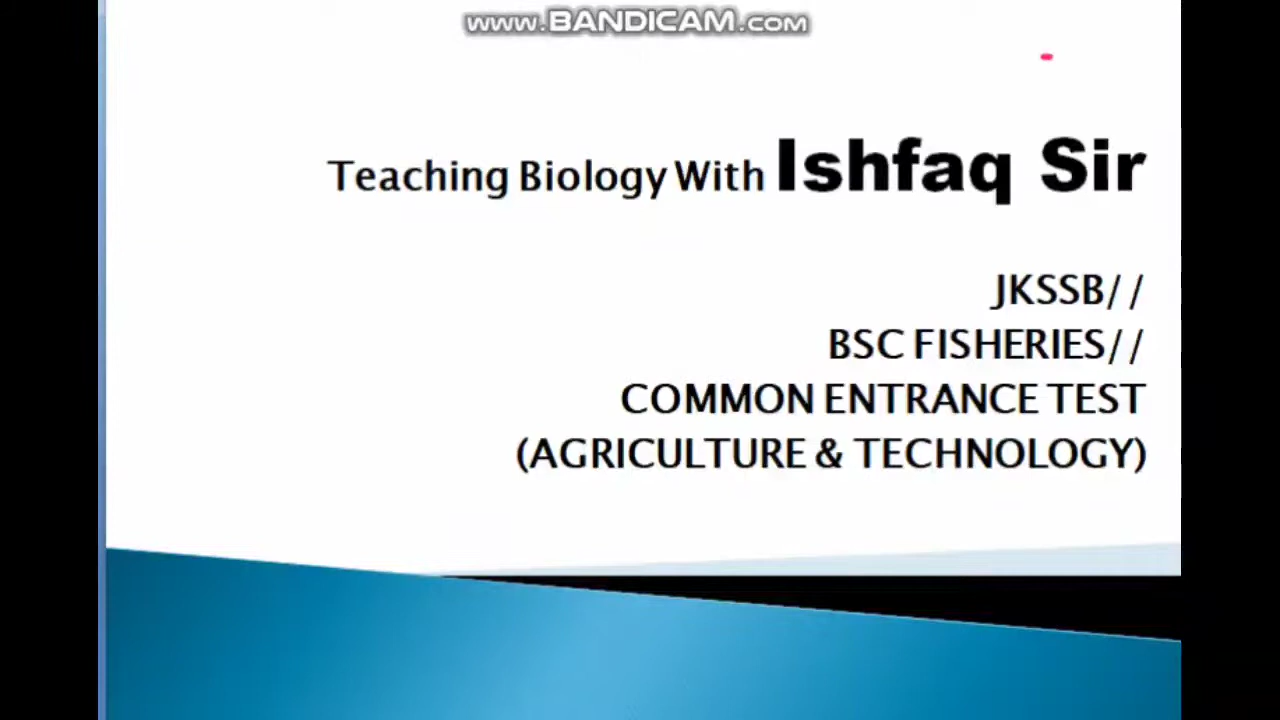 www.BANDICAM.com
Teaching Biology With Ishfaq Sir
JKSSB//
BSC FISHERIES//
COMMON ENTRANCE TEST
(AGRICULTURE & TECHNOLOGY)